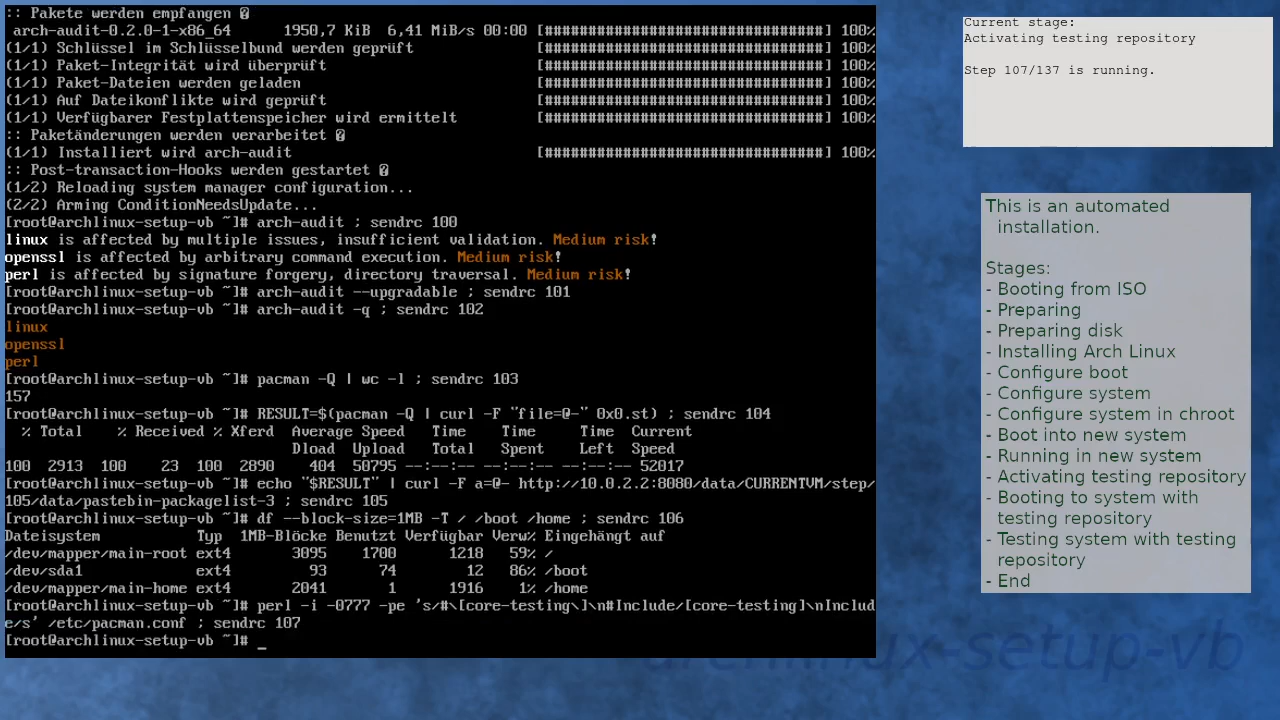 :: Pakete werden empfangen �
 arch-audit-0.2.0-1-x86_64      1950,7 KiB  6,41 MiB/s 00:00 [################################] 100%
(1/1) Schlüssel im Schlüsselbund werden geprüft              [################################] 100%
(1/1) Paket-Integrität wird überprüft                        [################################] 100%
(1/1) Paket-Dateien werden geladen                           [################################] 100%
(1/1) Auf Dateikonflikte wird geprüft                        [################################] 100%
(1/1) Verfügbarer Festplattenspeicher wird ermittelt         [################################] 100%
:: Paketänderungen werden verarbeitet �
(1/1) Installiert wird arch-audit                            [################################] 100%
:: Post-transaction-Hooks werden gestartet �
(1/2) Reloading system manager configuration...
(2/2) Arming ConditionNeedsUpdate...
[root@archlinux-setup-vb ~]# arch-audit ; sendrc 100
linux is affected by multiple issues, insufficient validation. Medium risk!
openssl is affected by arbitrary command execution. Medium risk!
perl is affected by signature forgery, directory traversal. Medium risk!
[root@archlinux-setup-vb ~]# arch-audit --upgradable ; sendrc 101
[root@archlinux-setup-vb ~]# arch-audit -q ; sendrc 102
linux
openssl
perl
[root@archlinux-setup-vb ~]# pacman -Q | wc -l ; sendrc 103
157
[root@archlinux-setup-vb ~]# RESULT=$(pacman -Q | curl -F "file=@-" 0x0.st) ; sendrc 104
  % Total    % Received % Xferd  Average Speed   Time    Time     Time  Current
                                 Dload  Upload   Total   Spent    Left  Speed
100  2913  100    23  100  2890    404  50795 --:--:-- --:--:-- --:--:-- 52017
[root@archlinux-setup-vb ~]# echo "$RESULT" | curl -F a=@- http://10.0.2.2:8080/data/CURRENTVM/step/
105/data/pastebin-packagelist-3 ; sendrc 105
[root@archlinux-setup-vb ~]# df --block-size=1MB -T / /boot /home ; sendrc 106
Dateisystem           Typ  1MB-Blöcke Benutzt Verfügbar Verw% Eingehängt auf
/dev/mapper/main-root ext4       3095    1700      1218   59% /
/dev/sda1             ext4         93      74        12   86% /boot
/dev/mapper/main-home ext4       2041       1      1916    1% /home
[root@archlinux-setup-vb ~]# perl -i -0777 -pe 's/#\[core-testing\]\n#Include/[core-testing]\nInclud
e/s' /etc/pacman.conf ; sendrc 107
[root@archlinux-setup-vb ~]# _
Current stage:
Activating testing repository
Step 107/137 is running.
This is an automated
installation.
Stages:
- Booting from ISO
- Preparing
- Preparing disk
- Installing Arch Linux
- Configure boot
- Configure system
- Configure system in chroot
- Boot into new system
- Running in new system
- Activating testing repository
- Booting to system with
testing repository
- Testing system with testing
repository
- End
archlinux-setup-vb